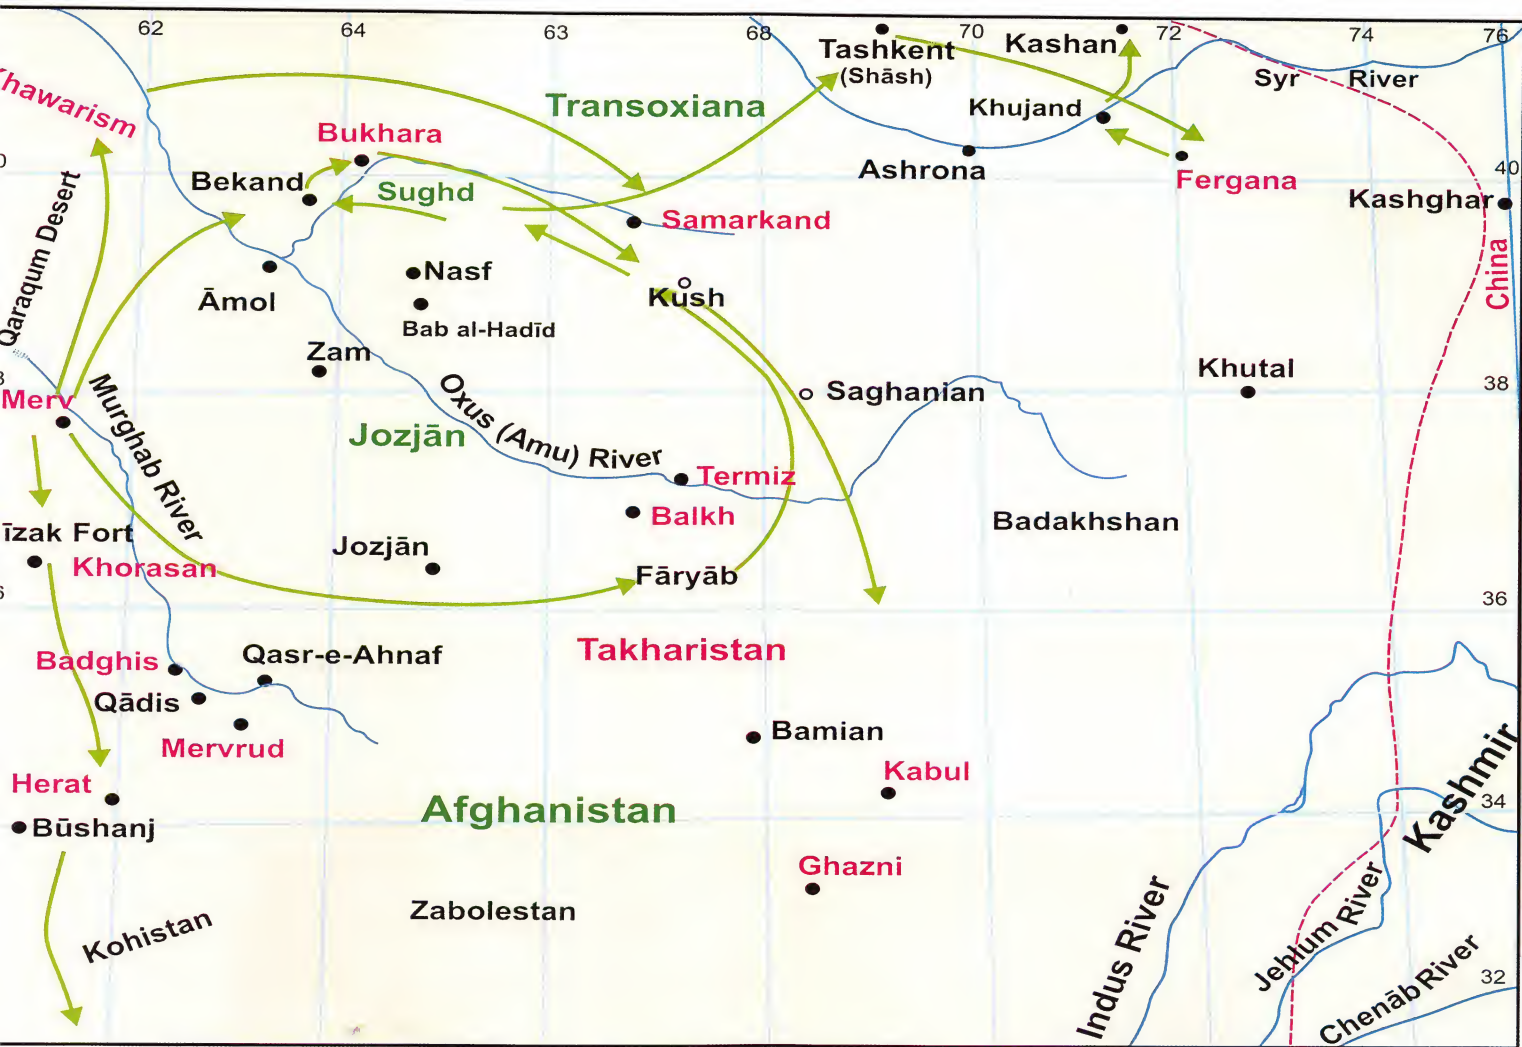 62
64
63
68
70
72
74
76
Tashkent
(Shāsh)
Kashan
Syr River
Khawarism
Transoxiana
Khujand
Bukhara
Ashrona
40
Bekand
Sughd
Fergana
Kashghar
Samarkand
Qaraqum Desert
China
Nasf
Āmol
Kush
Bab al-Hadīd
Zam
Khutal
38
Merv
Murghab River
Oxus (Amu) River
Saghanian
Jozjān
Termiz
Balkh
Badakhshan
īzak Fort
Jozjān
Khorasan
Fāryāb
36
Takharistan
Badghis
Qasr-e-Ahnaf
Qādis
Mervrud
Bamian
Kabul
Herat
Afghanistan
34
Kashmir
Būshanj
Ghazni
Zabolestan
Kohistan
Indus River
Jehlum River
Chenāb River
32